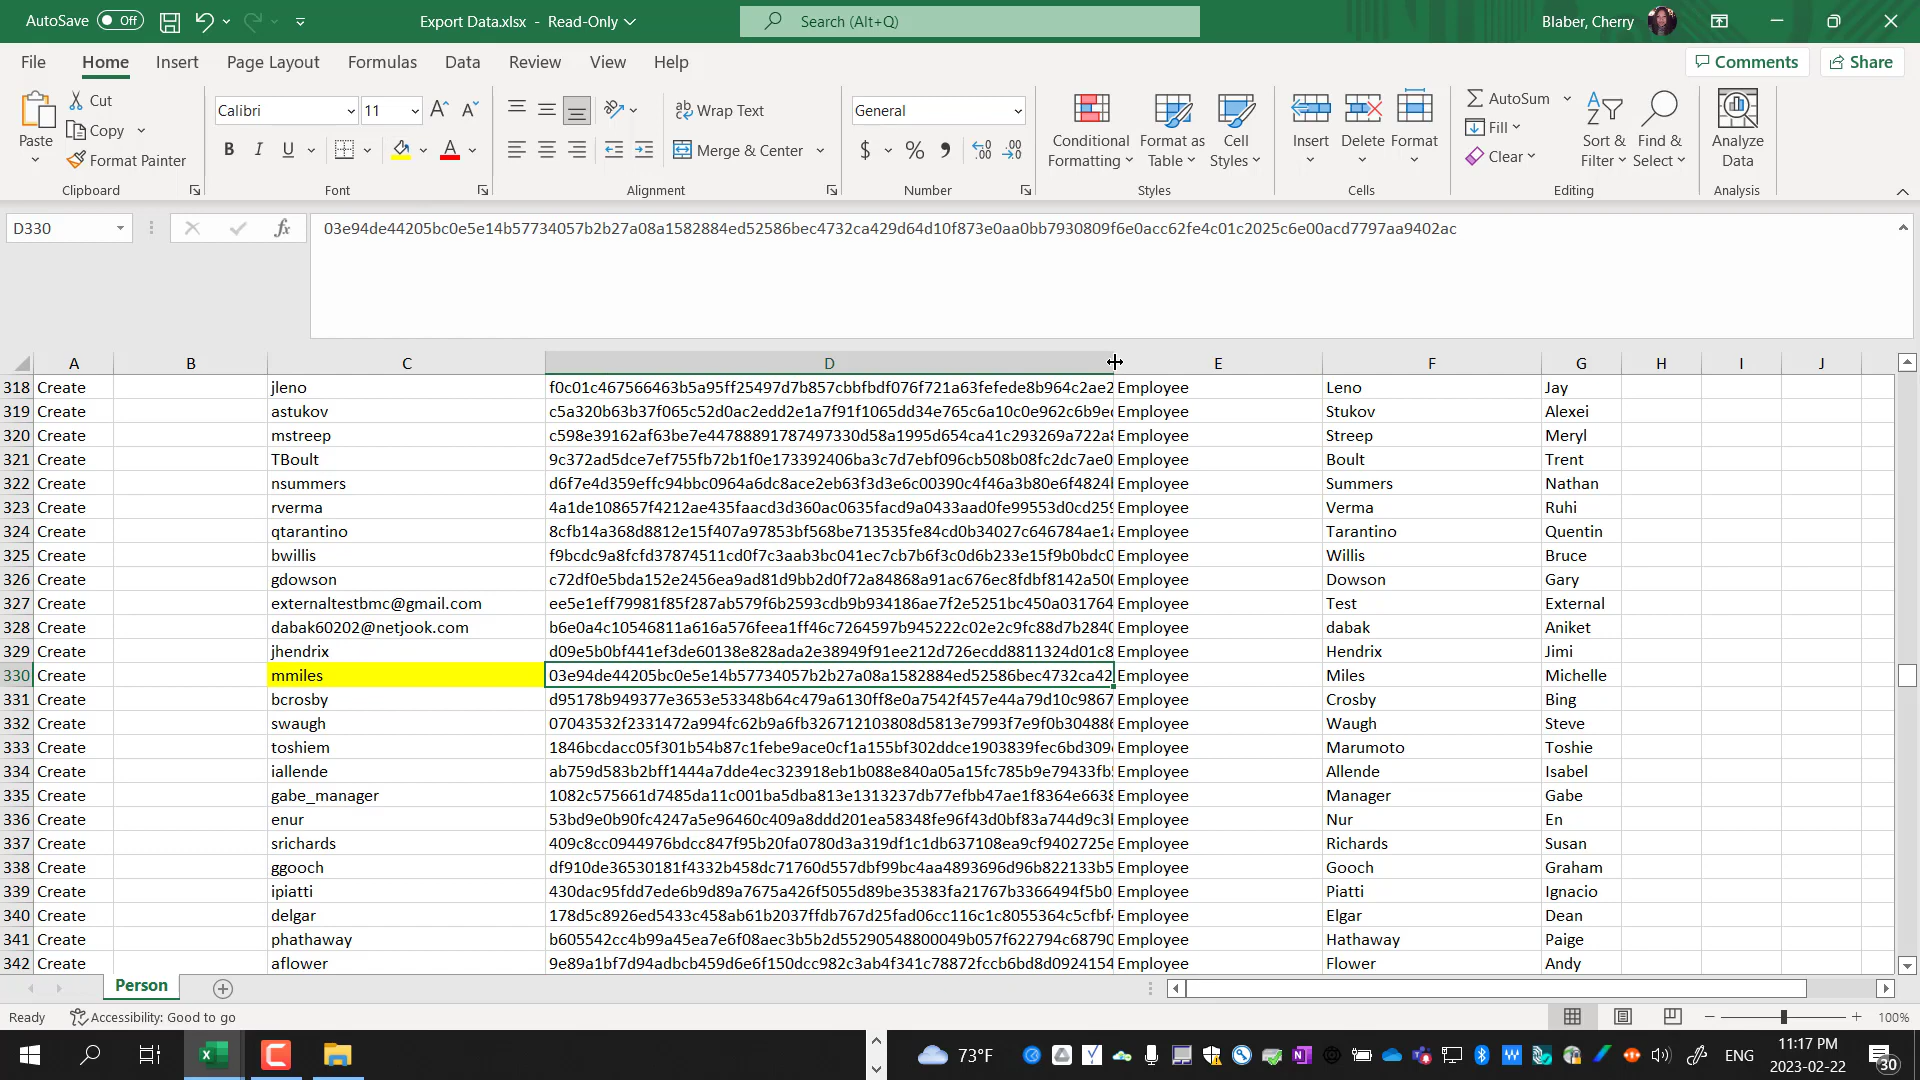 AutoSave Off Export Data.xlsx - Read-Only Search (Alt+Q) Blaber, Cherry
File Home Insert Page Layout Formulas Data Review View Help Comments Share
Paste Cut Copy Format Painter Clipboard
Calibri 11 B I U Font
Wrap Text Merge & Center Alignment
General $ % Number
Conditional Formatting Format as Table Cell Styles Styles
Insert Delete Format Cells
AutoSum Fill Clear Sort & Filter Find & Select Editing
Analyze Data Analysis
D330 fx 03e94de44205bc0e5e14b57734057b2b27a08a1582884ed52586bec4732ca429d64d10f873e0aa0bb7930809f6e0acc62fe4c01c2025c6e00acd7797aa9402ac
A B C D E F G H I J
318 Create jleno f0c01c467566463b5a95ff25497d7b857cbbfbdf076f721a63fefede8b964c2ae2 Employee Leno Jay
319 Create astukov c5a320b63b37f065c52d0ac2edd2e1a7f91f1065dd34e765c6a10c0e962c6b9e Employee Stukov Alexei
320 Create mstreep c598e39162af63be7e44788891787497330d58a1995d654ca41c293269a722a Employee Streep Meryl
321 Create TBoult 9c372ad5dce7ef755fb72b1f0e173392406ba3c7d7ebf096cb508b08fc2dc7ae0 Employee Boult Trent
322 Create nsummers d6f7e4d359effc94bbc0964a6dc8ace2eb63f3d3e6c00390c4f46a3b80e6f4824 Employee Summers Nathan
323 Create rverma 4a1de108657f4212ae435faacd3d360ac0635facd9a0433aad0fe99553d0cd259 Employee Verma Ruhi
324 Create qtarantino 8cfb14a368d8812e15f407a97853bf568be713535fe84cd0b34027c646784ae1 Employee Tarantino Quentin
325 Create bwillis f9bcdc9a8fcfd37874511cd0f7c3aab3bc041ec7cb7b6f3c0d6b233e15f9b0bdc0 Employee Willis Bruce
326 Create gdowson c72df0e5bda152e2456ea9ad81d9bb2d0f72a84868a91ac676ec8fdbf8142a500 Employee Dowson Gary
327 Create externaltestbmc@gmail.com ee5e1eff79981f85f287ab579f6b2593cdb9b934186ae7f2e5251bc450a031764 Employee Test External
328 Create dabak60202@netjook.com b6e0a4c10546811a616a576feea1ff46c7264597b945222c02e2c9fc88d7b2840 Employee dabak Aniket
329 Create jhendrix d09e5b0bf441ef3de60138e828ada2e38949f91ee212d726ecdd8811324d01c8 Employee Hendrix Jimi
330 Create mmiles 03e94de44205bc0e5e14b57734057b2b27a08a1582884ed52586bec4732ca42 Employee Miles Michelle
331 Create bcrosby d95178b949377e3653e53348b64c479a6130ff8e0a7542f457e44a79d10c9867 Employee Crosby Bing
332 Create swaugh 07043532f2331472a994fc62b9a6fb326712103808d5813e7993f7e9f0b304886 Employee Waugh Steve
333 Create toshiem 1846bcdacc05f301b54b87c1febe9ace0cf1a155bf302ddce1903839fec6bd309 Employee Marumoto Toshie
334 Create iallende ab759d583b2bff1444a7dde4ec323918eb1b088e840a05a15fc785b9e79433fb Employee Allende Isabel
335 Create gabe_manager 1082c575661d7485da11c001ba5dba813e1313237db77efbb47ae1f8364e6638 Employee Manager Gabe
336 Create enur 53bd9e0b90fc4247a5e96460c409a8ddd201ea58348fe96f43d0bf83a744d9c3 Employee Nur En
337 Create srichards 409c8cc0944976bdcc847f95b20fa0780d3a319df1c1db637108ea9cf9402725e Employee Richards Susan
338 Create ggooch df910de36530181f4332b458dc71760d557dbf99bc4aa4893696d96b822133b5 Employee Gooch Graham
339 Create ipiatti 430dac95fdd7ede6b9d89a7675a426f5055d89be35383fa21767b3366494f5b0 Employee Piatti Ignacio
340 Create delgar 178d5c8926ed5433c458ab61b2037ffdb767d25fad06cc116c1c8055364c5cfbf Employee Elgar Dean
341 Create phathaway b605542cc4b99a45ea7e6f08aec3b5b2d55290548800049b057f622794c68790 Employee Hathaway Paige
342 Create aflower 9e89a1bf7d94adbcb459d6e6f150dcc982c3ab4f341c78872fccb6bd8d0924154 Employee Flower Andy
Person
Ready Accessibility: Good to go 100%
73°F ENG 11:17 PM
2023-02-22 30